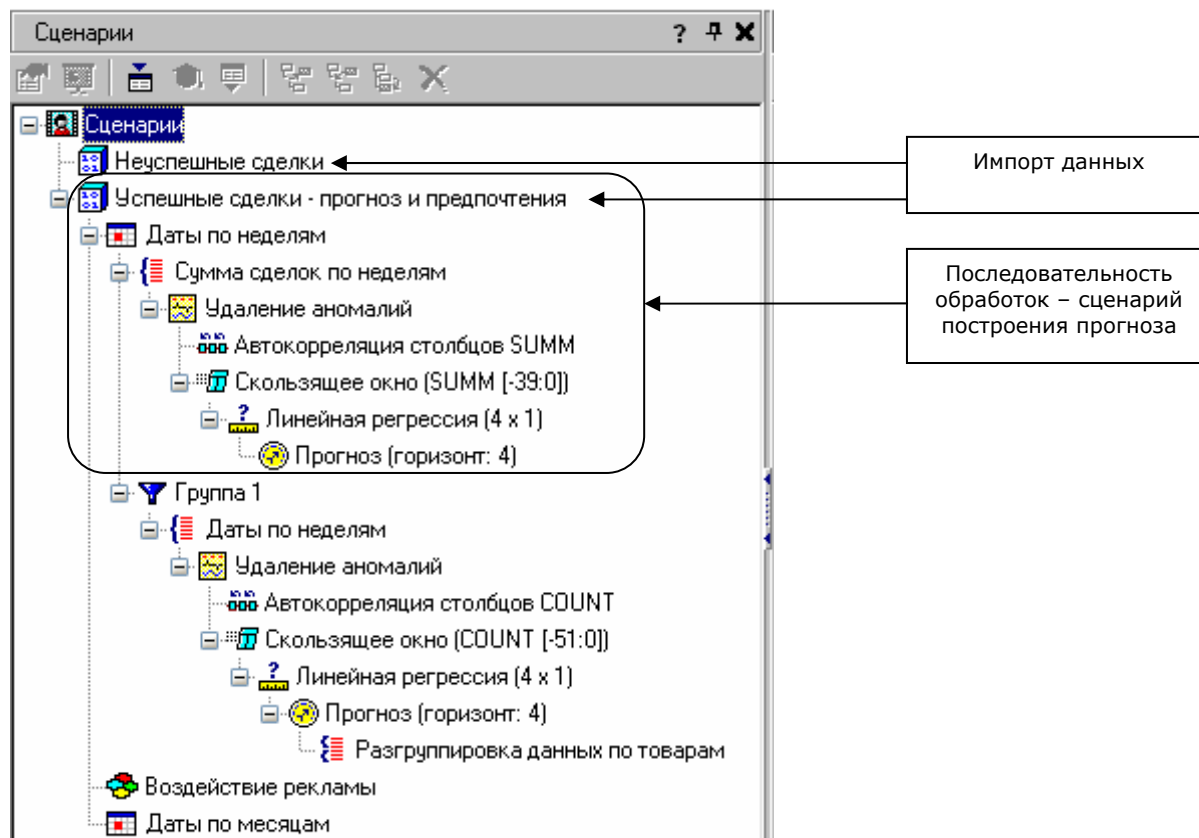 Сценарии
Сценарии
Неуспешные сделки
Успешные сделки - прогноз и предпочтения
Даты по неделям
Сумма сделок по неделям
Удаление аномалий
Автокорреляция столбцов SUMM
Скользящее окно (SUMM [-39:0])
Линейная регрессия (4 x 1)
Прогноз (горизонт: 4)
Группа 1
Даты по неделям
Удаление аномалий
Автокорреляция столбцов COUNT
Скользящее окно (COUNT [-51:0])
Линейная регрессия (4 x 1)
Прогноз (горизонт: 4)
Разгруппировка данных по товарам
Воздействие рекламы
Даты по месяцам
Импорт данных
Последовательность
обработок – сценарий
построения прогноза